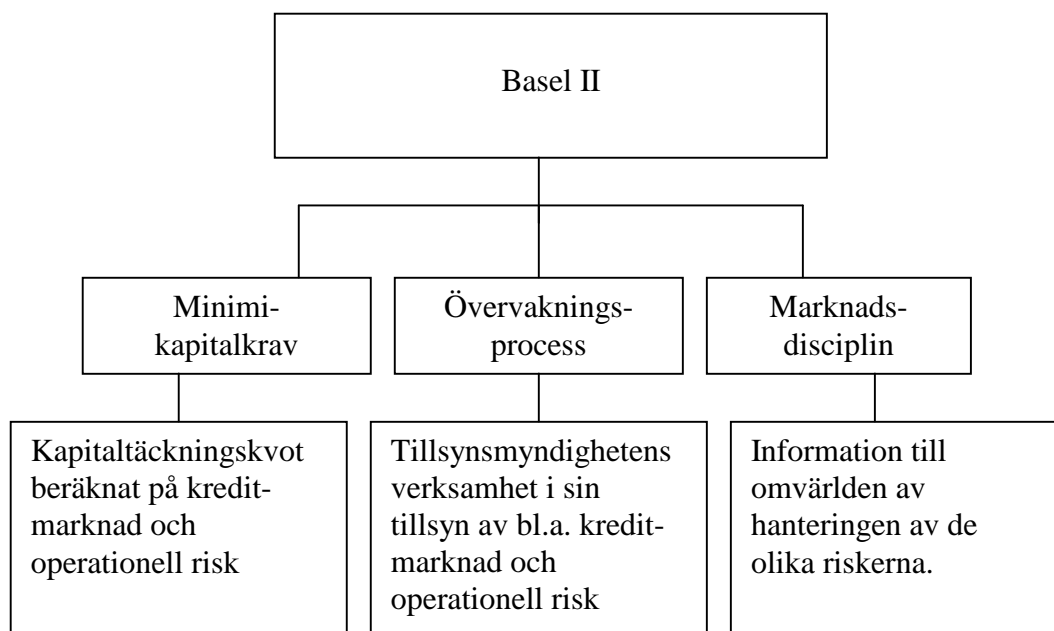 Basel II
Minimi-
kapitalkrav
Övervaknings-
process
Marknads-
disciplin
Kapitaltäckningskvot
beräknat på kredit-
marknad och
operationell risk
Tillsynsmyndighetens
verksamhet i sin
tillsyn av bl.a. kredit-
marknad och
operationell risk
Information till
omvärlden av
hanteringen av de
olika riskerna.